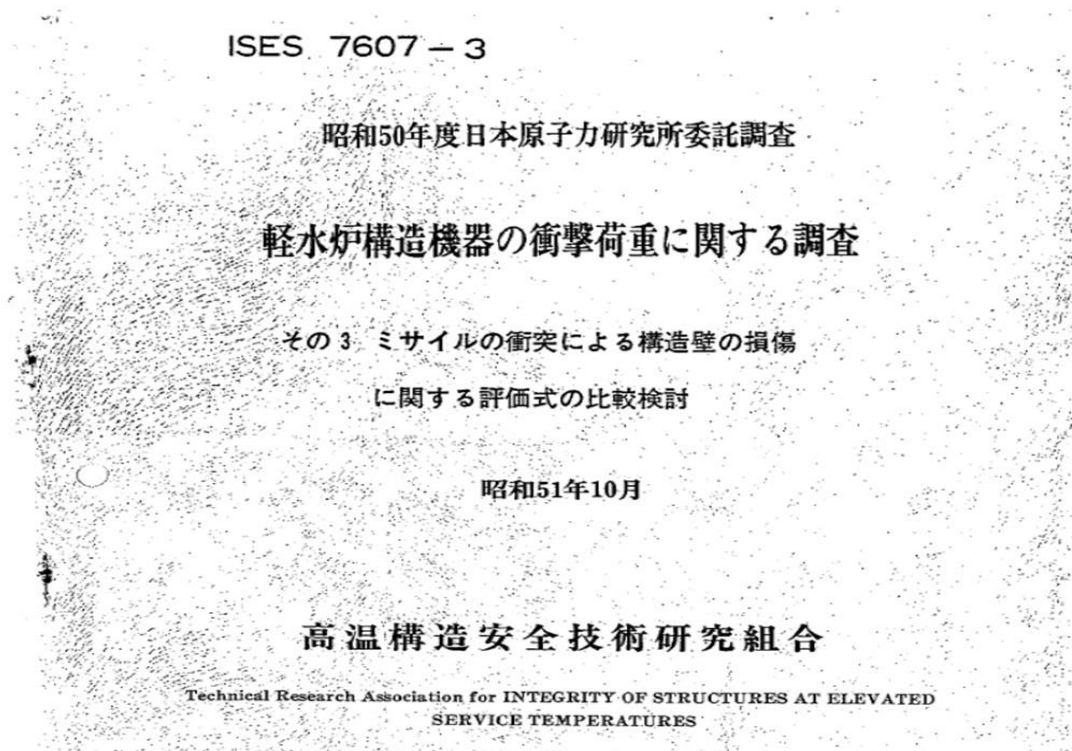 ISES 7607-3
昭和50年度日本原子力研究所委託調査
軽水炉構造機器の衝撃荷重に関する調査
その3 ミサイルの衝突による構造壁の損傷
に関する評価式の比較検討
昭和51年10月
高温構造安全技術研究組合
Technical Research Association for INTEGRITY OF STRUCTURES AT ELEVATED
SERVICE TEMPERATURES